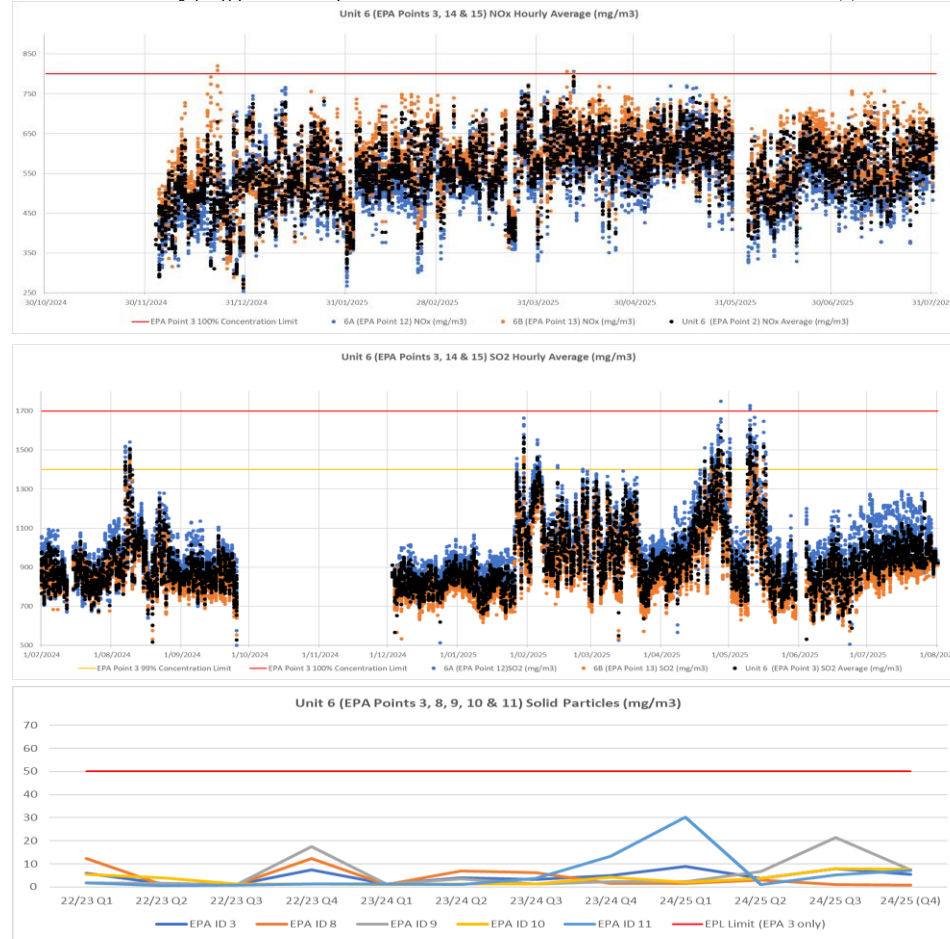 Unit 6 (EPA Points 3, 14 & 15) NOx Hourly Average (mg/m3)
850
750
650
550
450
350
250
30/10/2024 30/11/2024 31/12/2024 31/01/2025 28/02/2025 31/03/2025 30/04/2025 31/05/2025 30/06/2025 31/07/202
EPA Point 3 100% Concentration Limit 6A (EPA Point 12) NOx (mg/m3) 6B (EPA Point 13) NOx (mg/m3) Unit 6 (EPA Point 2) NOx Average (mg/m3)
Unit 6 (EPA Points 3, 14 & 15) SO2 Hourly Average (mg/m3)
1700
1500
1300
1100
900
700
500
1/07/2024 1/08/2024 1/09/2024 1/10/2024 1/11/2024 1/12/2024 1/01/2025 1/02/2025 1/03/2025 1/04/2025 1/05/2025 1/06/2025 1/07/2025 1/08
EPA Point 3 99% Concentration Limit EPA Point 3 100% Concentration Limit 6A (EPA Point 12)SO2 (mg/m3) 6B (EPA Point 13) SO2 (mg/m3) Unit 6 (EPA Point 3) SO2 Average (mg/m3)
Unit 6 (EPA Points 3, 8, 9, 10 & 11) Solid Particles (mg/m3)
70
60
50
40
30
20
10
0
22/23 Q1 22/23 Q2 22/23 Q3 22/23 Q4 23/24 Q1 23/24 Q2 23/24 Q3 23/24 Q4 24/25 Q1 24/25 Q2 24/25 Q3 24/25 (Q4)
EPA ID 3 EPA ID 8 EPA ID 9 EPA ID 10 EPA ID 11 EPL Limit (EPA 3 only)